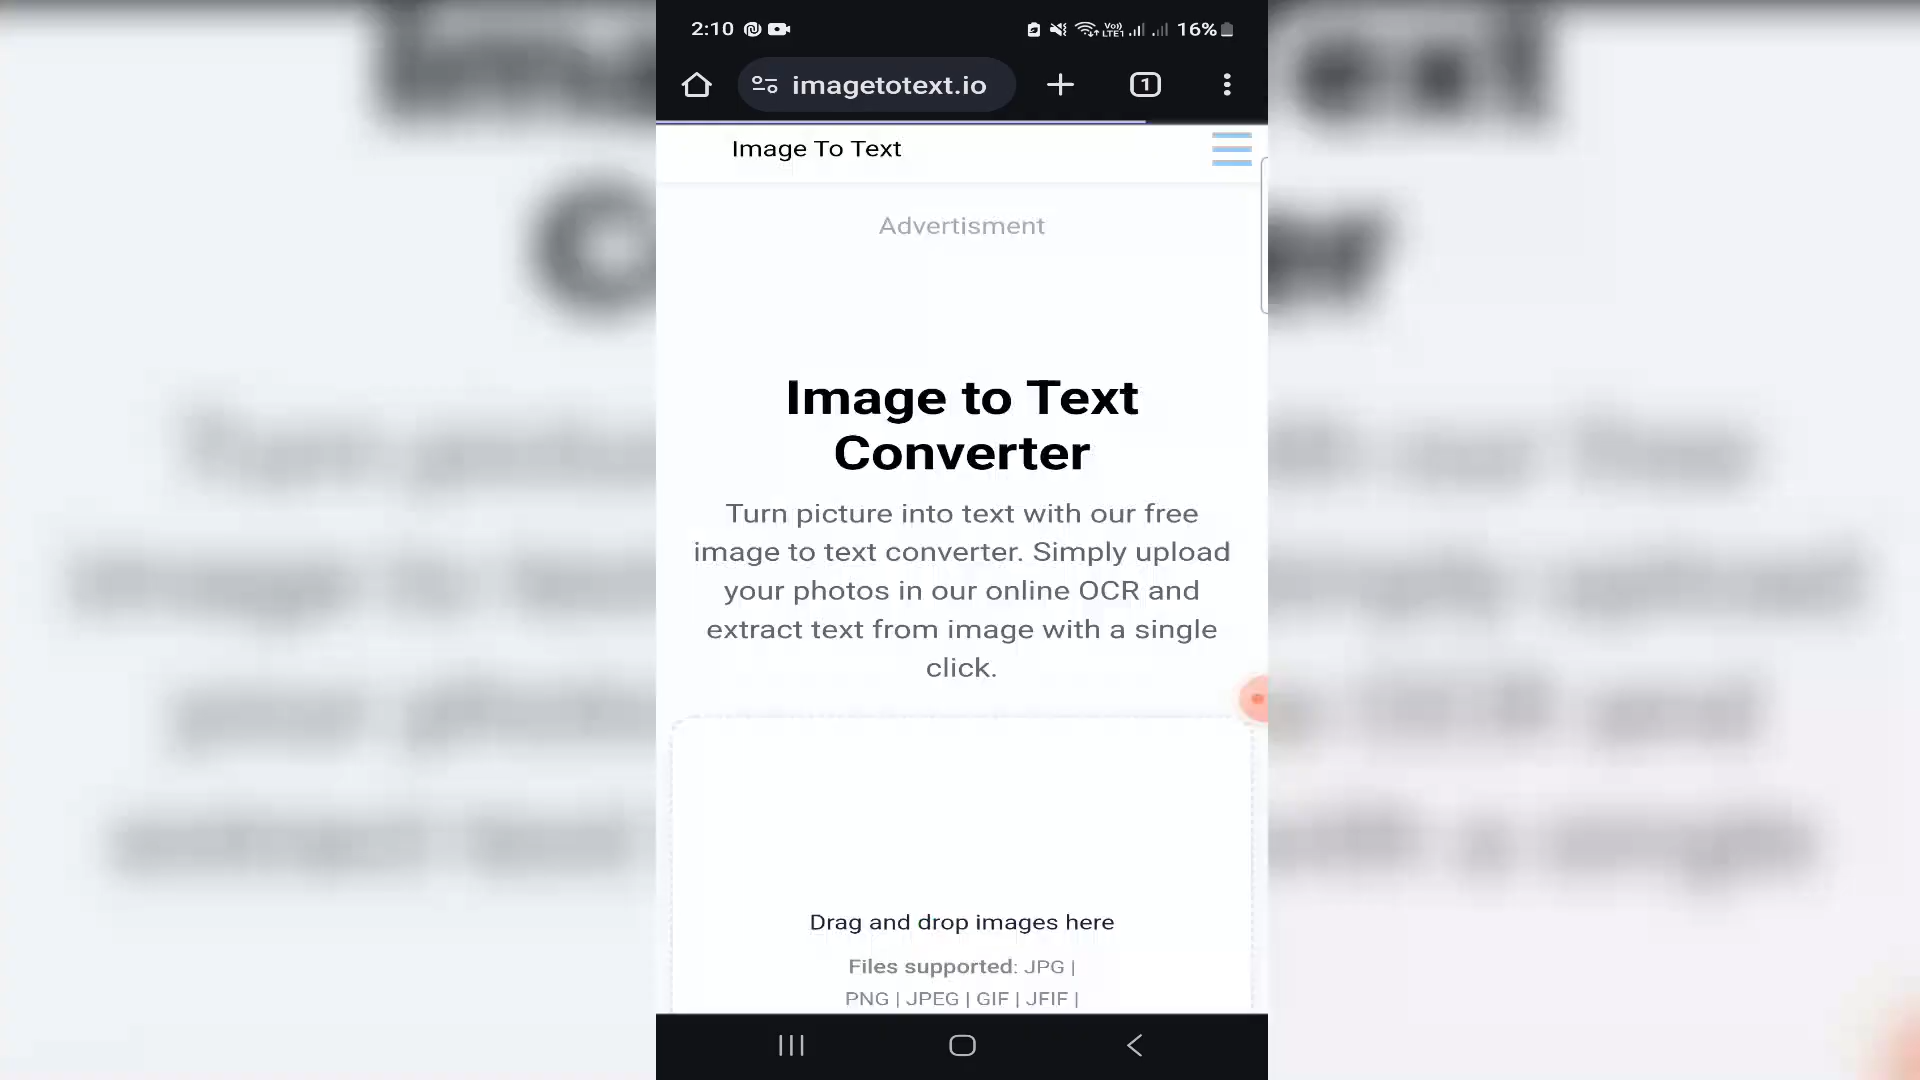 2:10
Vo))
LTE1
16%
imagetotext.io
1
Image To Text
Advertisment
Image to Text
Converter
Turn picture into text with our free
image to text converter. Simply upload
your photos in our online OCR and
extract text from image with a single
click.
Drag and drop images here
Files supported: JPG |
PNG | JPEG | GIF | JFIF |